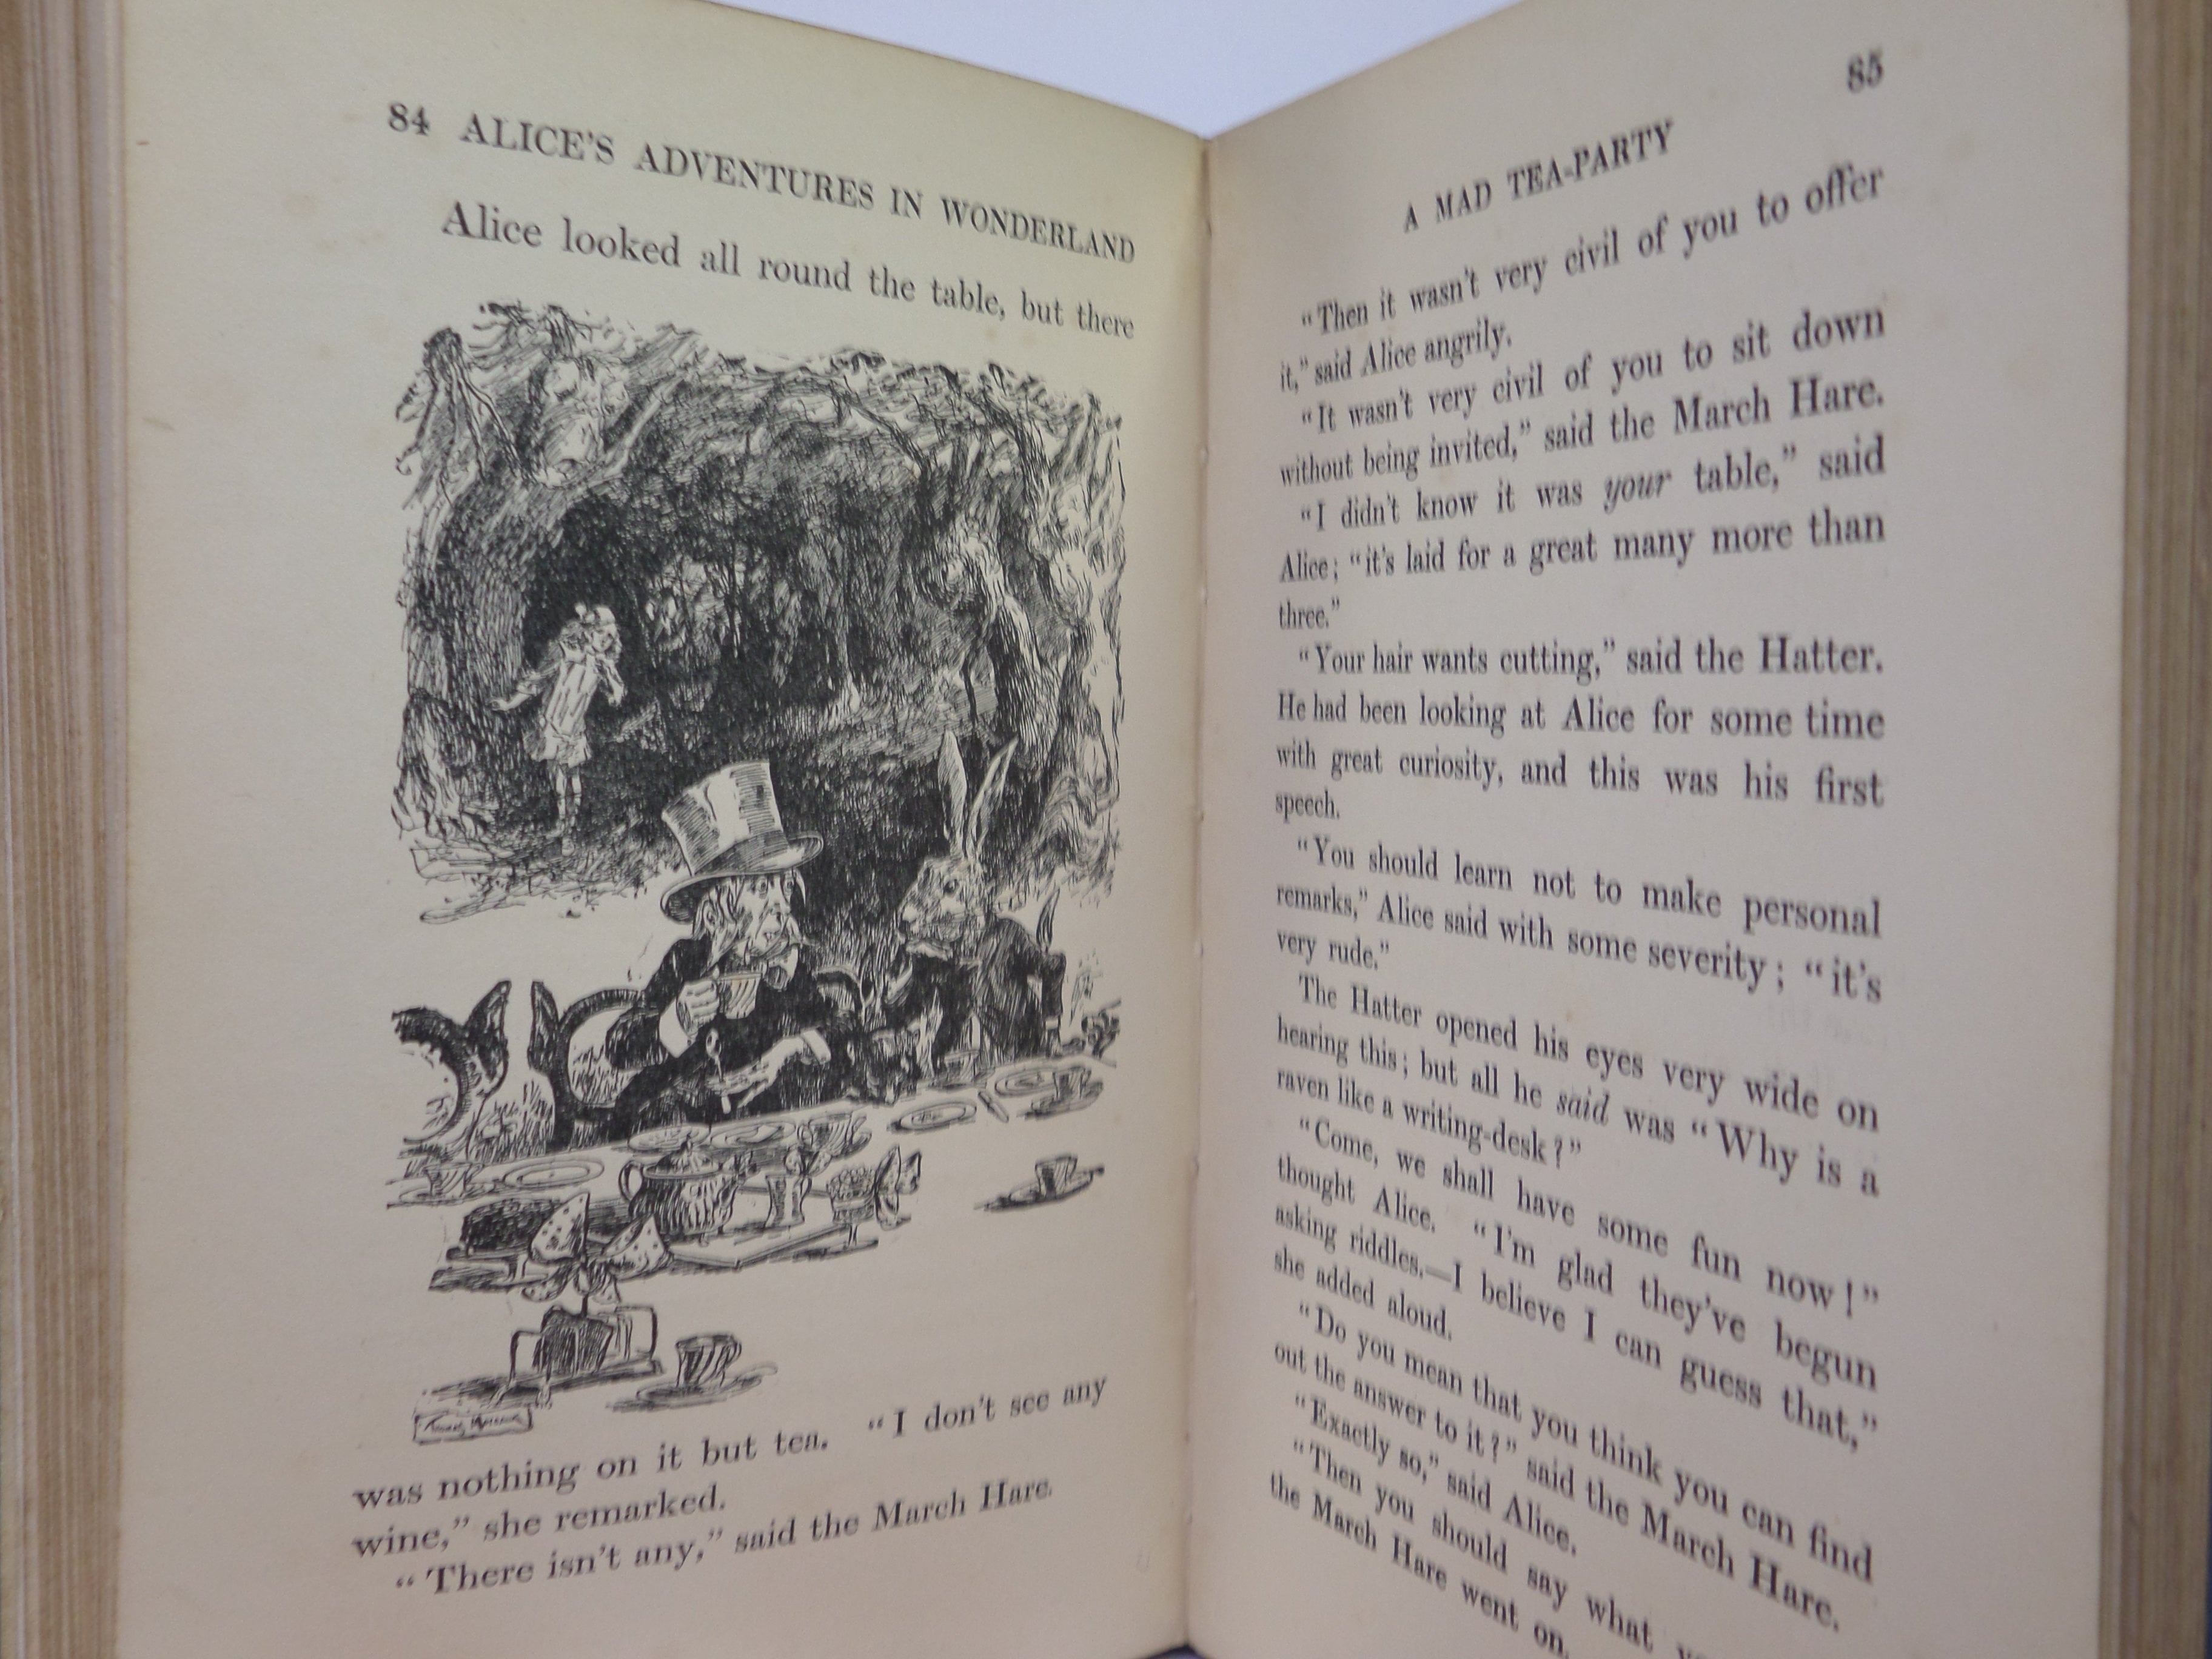 84 ALICE'S ADVENTURES IN WONDERLAND
Alice looked all round the table, but there
was nothing on it but tea. “I don't see any
wine,” she remarked.
“There isn't any,” said the March Hare.
85
A MAD TEA-PARTY
“Then it wasn't very civil of you to offer
it,” said Alice angrily.
“It wasn't very civil of you to sit down
without being invited,” said the March Hare.
“I didn't know it was your table,” said
Alice; “it's laid for a great many more than
three.”
“Your hair wants cutting,” said the Hatter.
He had been looking at Alice for some time
with great curiosity, and this was his first
speech.
“You should learn not to make personal
remarks,” Alice said with some severity; “it's
very rude.”
The Hatter opened his eyes very wide on
hearing this; but all he said was “Why is a
raven like a writing-desk?”
“Come, we shall have some fun now!”
thought Alice. “I'm glad they've begun
asking riddles.—I believe I can guess that,”
she added aloud.
“Do you mean that you think you can find
out the answer to it?” said the March Hare.
“Exactly so,” said Alice.
“Then you should say what
the March Hare went on.